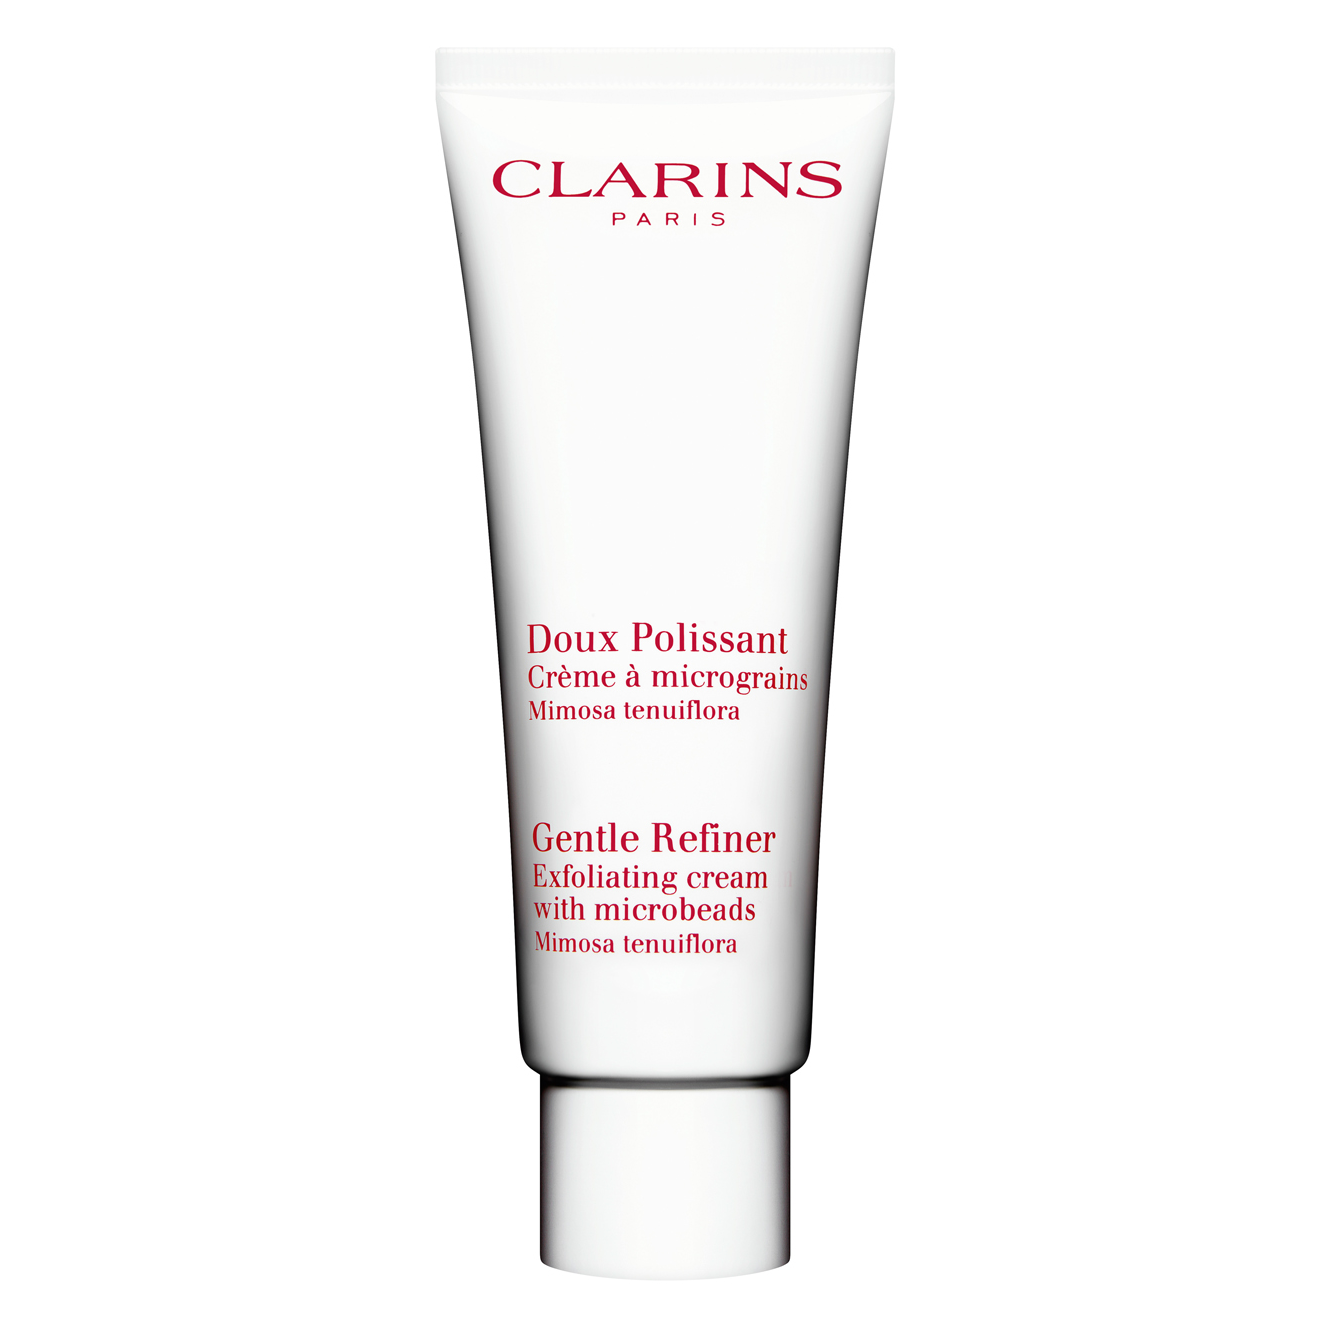 CLARINS
PARIS
Doux Polissant
Crème à micrograins
Mimosa tenuiflora
Gentle Refiner
Exfoliating cream
with microbeads
Mimosa tenuiflora